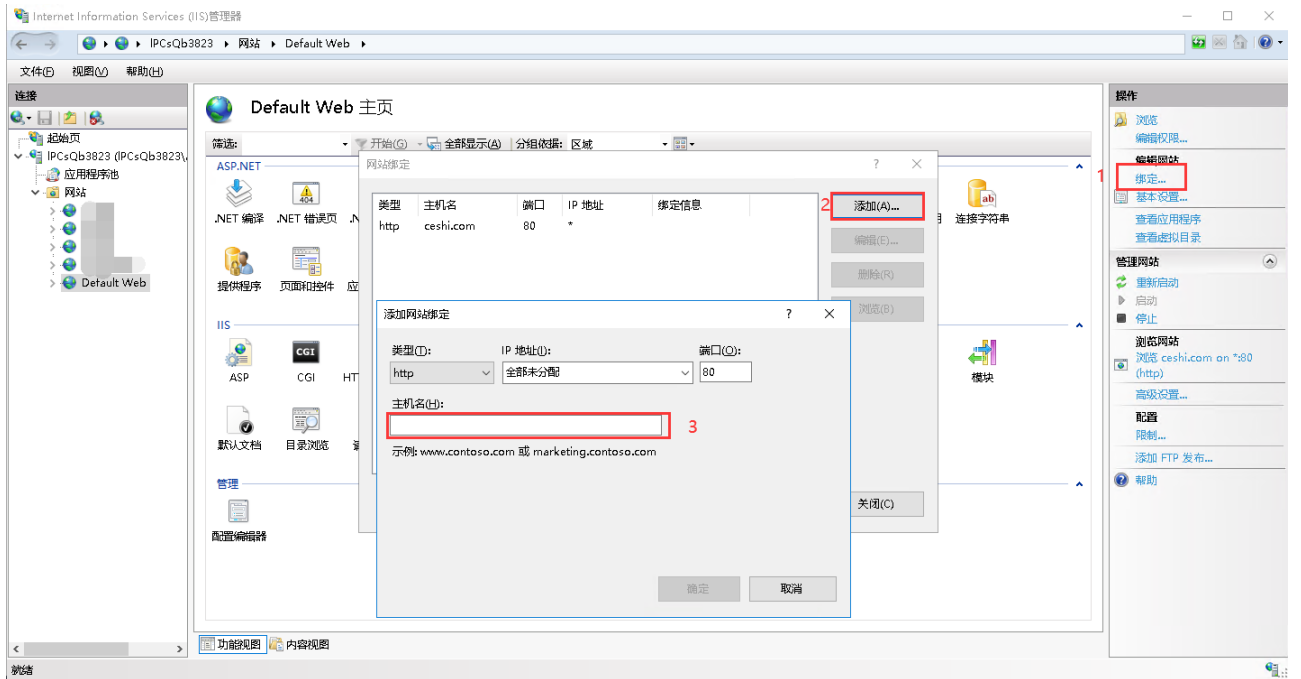 Internet Information Services (IIS)管理器
IPCsQb3823 网站 Default Web
文件(F) 视图(V) 帮助(H)
连接
起始页
IPCsQb3823 (IPCsQb3823\
应用程序池
网站
Default Web
Default Web 主页
筛选: 开始(G) 全部显示(A) 分组依据: 区域
ASP.NET
.NET 编译 .NET 错误页 .N 连接字符串
提供程序 页面和控件 应
IIS
ASP CGI HT 模块
默认文档 目录浏览
管理
配置编辑器
网站绑定 ?
类型 主机名 端口 IP 地址 绑定信息
http ceshi.com 80 *
2 添加(A)...
编辑(E)...
删除(R)
浏览(B)
关闭(C)
添加网站绑定 ?
类型(T): IP 地址(I): 端口(O):
http 全部未分配 80
主机名(H):
3
示例: www.contoso.com 或 marketing.contoso.com
确定 取消
功能视图 内容视图
就绪
操作
浏览
编辑权限...
编辑网站
1 绑定...
基本设置...
查看应用程序
查看虚拟目录
管理网站
重新启动
启动
停止
浏览网站
浏览 ceshi.com on *:80
(http)
高级设置...
配置
限制...
添加 FTP 发布...
帮助